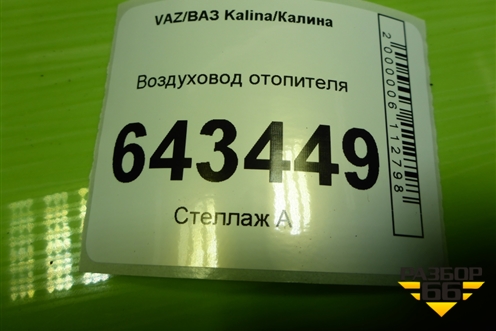 VAZ/ВАЗ Kalina/Калина
Воздуховод отопителя
643449
Стеллаж А
2000006112798
РАЗБОР
66